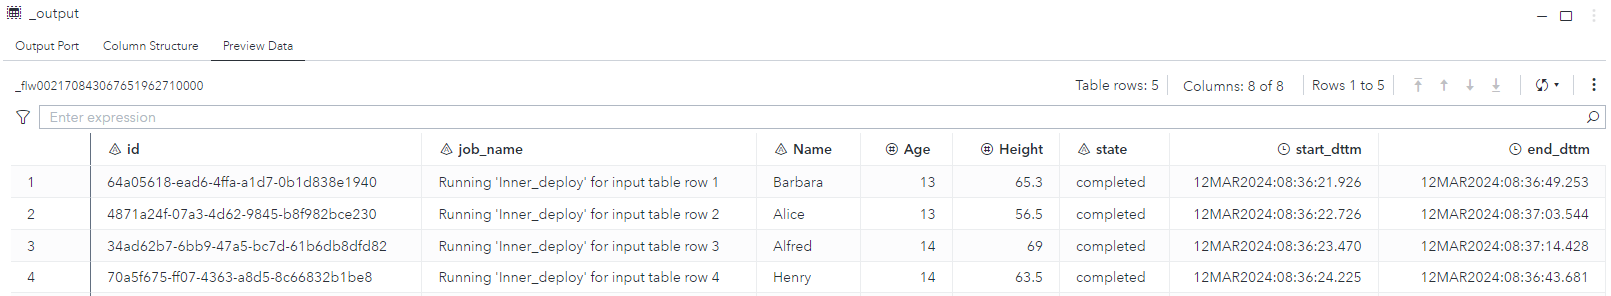 _output
Output Port Column Structure Preview Data
_flw002170843067651962710000 Table rows: 5 Columns: 8 of 8 Rows 1 to 5
Enter expression
id job_name Name Age Height state start_dttm end_dttm
1 64a05618-ead6-4ffa-a1d7-0b1d838e1940 Running 'Inner_deploy' for input table row 1 Barbara 13 65.3 completed 12MAR2024:08:36:21.926 12MAR2024:08:36:49.253
2 4871a24f-07a3-4d62-9845-b8f982bce230 Running 'Inner_deploy' for input table row 2 Alice 13 56.5 completed 12MAR2024:08:36:22.726 12MAR2024:08:37:03.544
3 34ad62b7-6bb9-47a5-bc7d-61b6db8dfd82 Running 'Inner_deploy' for input table row 3 Alfred 14 69 completed 12MAR2024:08:36:23.470 12MAR2024:08:37:14.428
4 70a5f675-ff07-4363-a8d5-8c66832b1be8 Running 'Inner_deploy' for input table row 4 Henry 14 63.5 completed 12MAR2024:08:36:24.225 12MAR2024:08:36:43.681